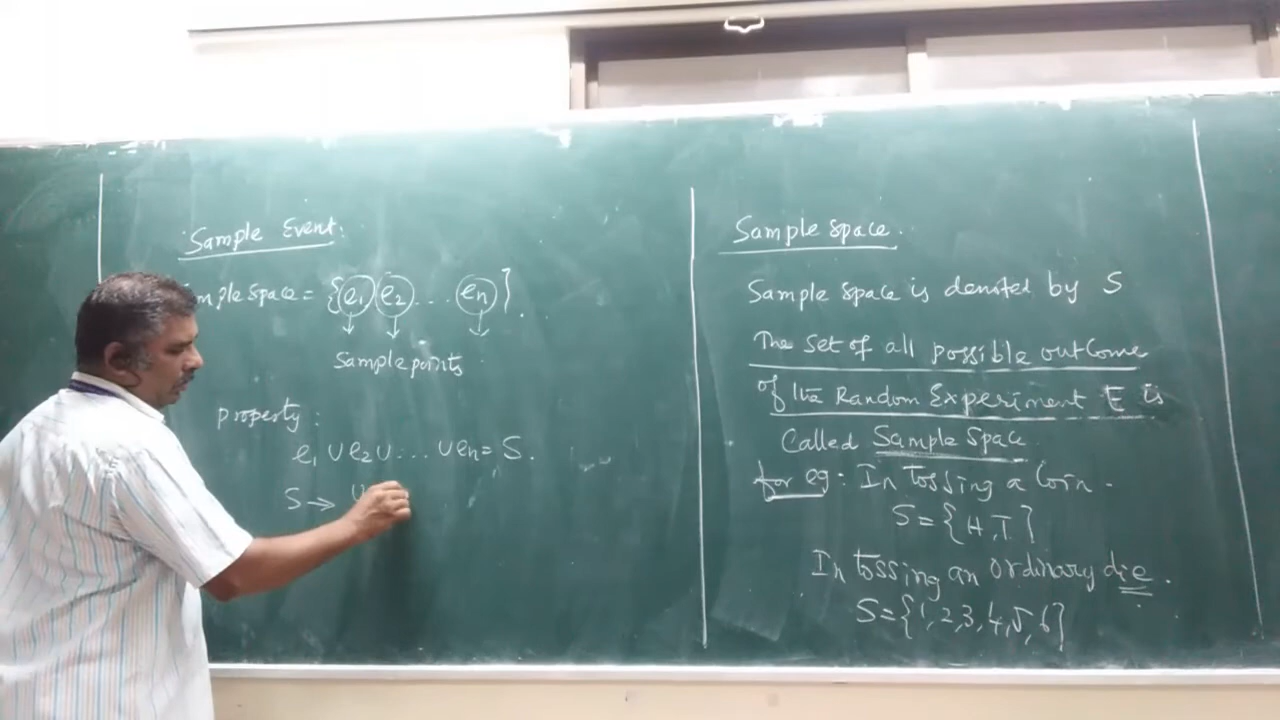 Sample Event:
mple space = {e1, e2 ... en}.
Sample points
property:
e1 ∪ e2 ∪ ... ∪ en = S.
S →
Sample space.
Sample space is denoted by S
The set of all possible outcome
of the Random Experiment E is
Called Sample Space
for eg: In tossing a Coin.
S = {H, T}
In tossing an ordinary die.
S = {1, 2, 3, 4, 5, 6}